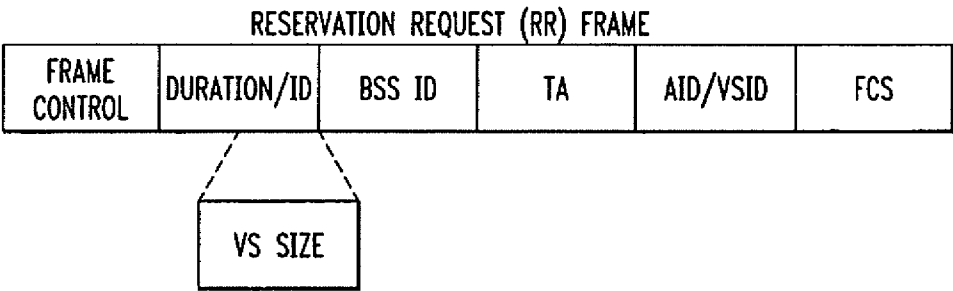 RESERVATION REQUEST (RR) FRAME
FRAME CONTROL
DURATION/ID
BSS ID
TA
AID/VSID
FCS
VS SIZE